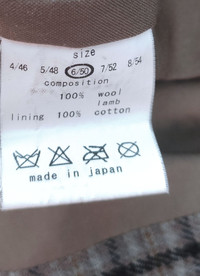 size
4/46 5/48 6/50 7/52 8/54
composition
100% wool
lamb
lining 100% cotton
made in japan